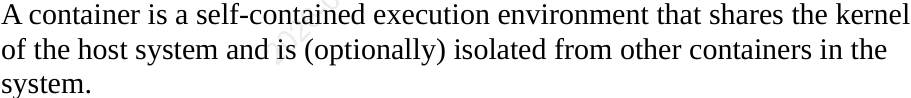 A container is a self-contained execution environment that shares the kernel
of the host system and is (optionally) isolated from other containers in the
system.